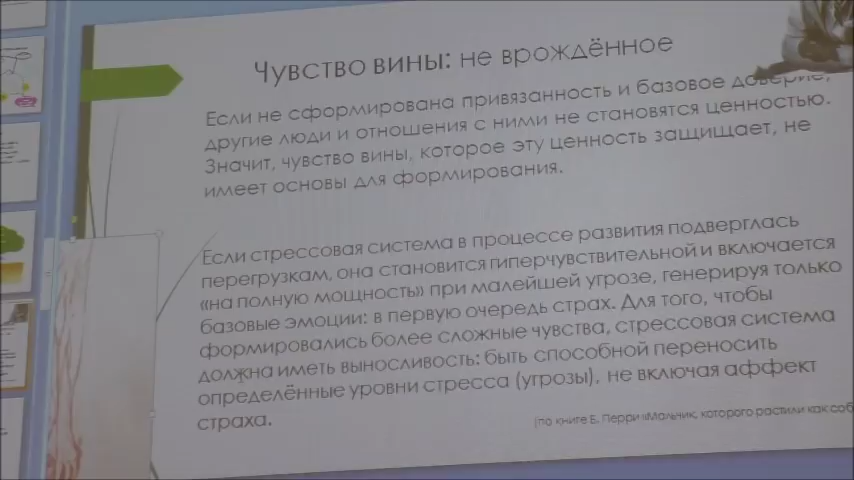 Чувство вины: не врождённое
Если не сформирована привязанность и базовое доверие,
другие люди и отношения с ними не становятся ценностью.
Значит, чувство вины, которое эту ценность защищает, не
имеет основы для формирования.
Если стрессовая система в процессе развития подверглась
перегрузкам, она становится гиперчувствительной и включается
«на полную мощность» при малейшей угрозе, генерируя только
базовые эмоции: в первую очередь страх. Для того, чтобы
формировались более сложные чувства, стрессовая система
должна иметь выносливость: быть способной переносить
определённые уровни стресса (угрозы), не включая аффект
страха.
(по книге Б. Перри «Мальчик, которого растили как соб